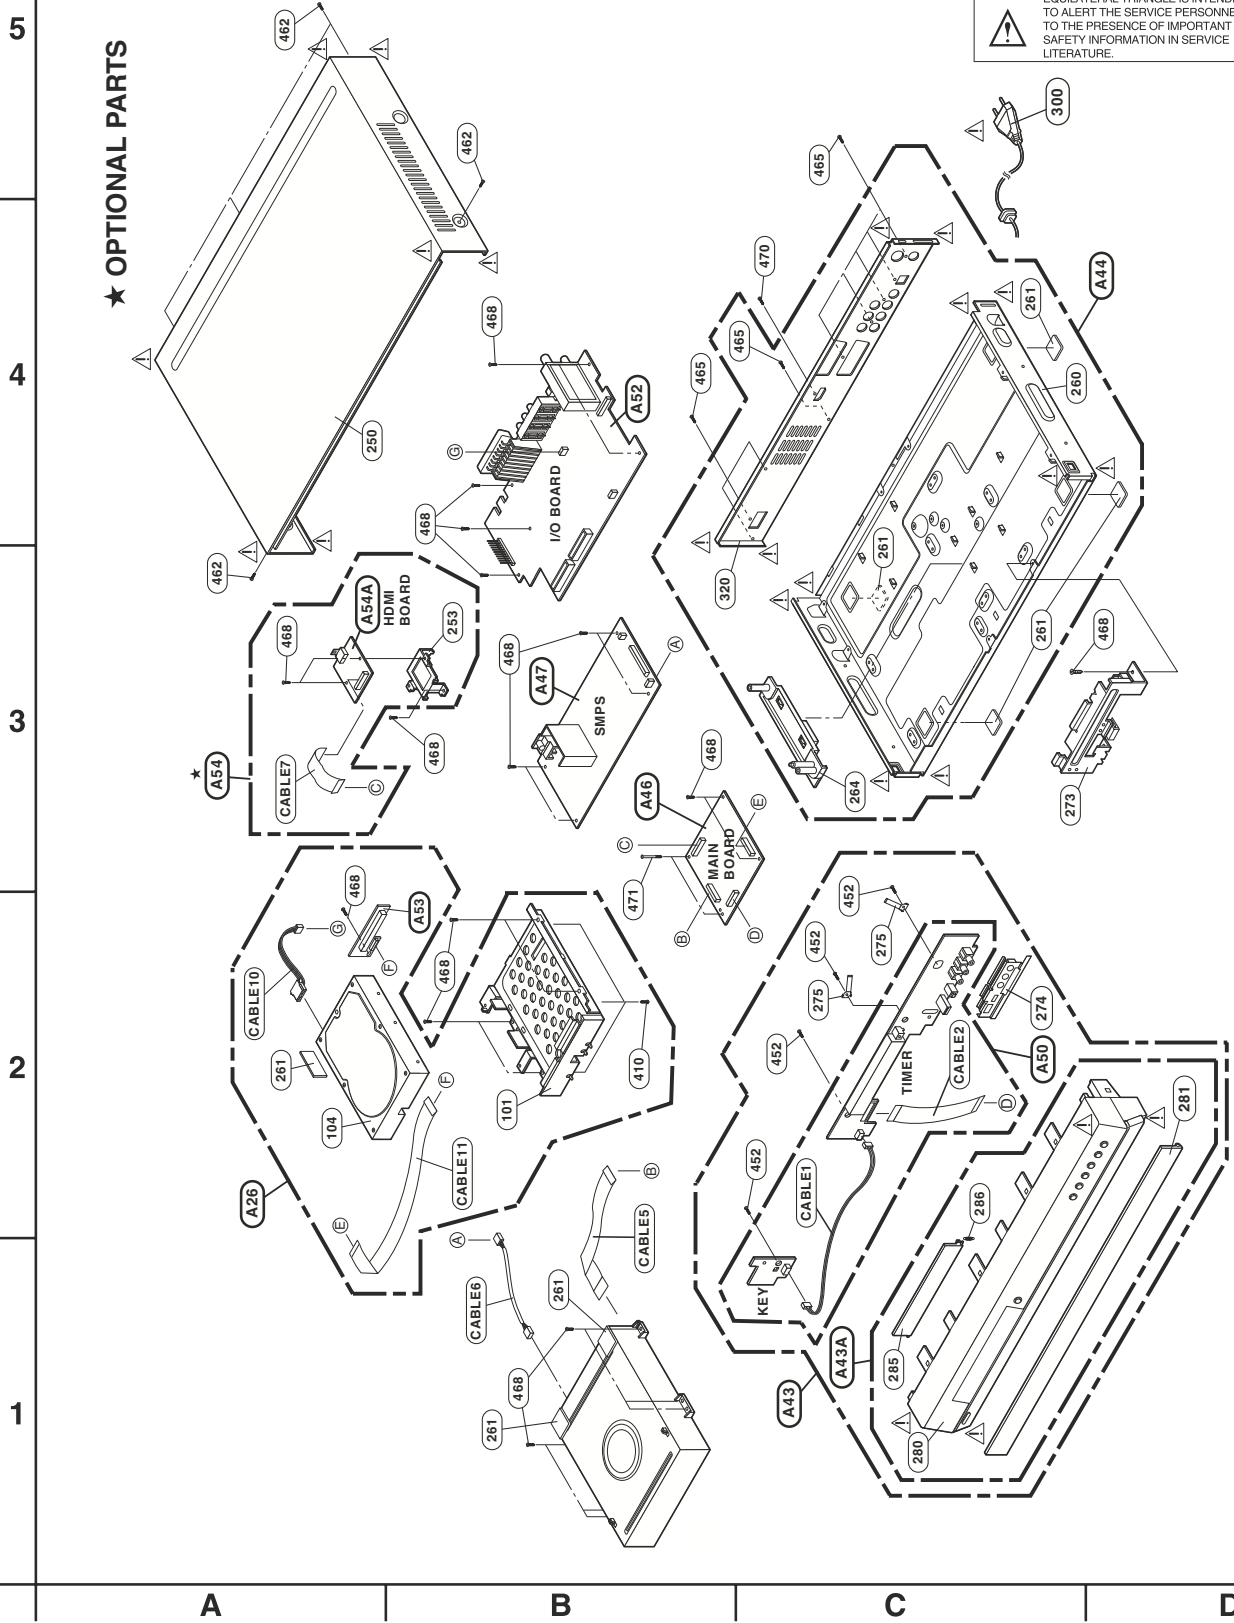 5
4
3
2
1
A
B
C
D
★ OPTIONAL PARTS
EQUILATERAL TRIANGLE IS INTENDE
TO ALERT THE SERVICE PERSONNE
TO THE PRESENCE OF IMPORTANT
SAFETY INFORMATION IN SERVICE
LITERATURE.
462
462
462
250
300
465
470
465
465
A44
261
260
468
A52
G
468
I/O BOARD
320
261
261
468
273
264
468
A54A
HDMI
BOARD
253
468
★
A54
CABLE7
C
468
A47
SMPS
A
468
A46
C
E
MAIN
BOARD
471
B
D
468
A53
G
F
CABLE10
261
104
F
CABLE11
E
A26
468
101
410
452
275
452
275
452
TIMER
CABLE2
D
274
A50
281
452
CABLE1
KEY
286
285
A43A
A43
280
B
CABLE5
A
CABLE6
261
468
261